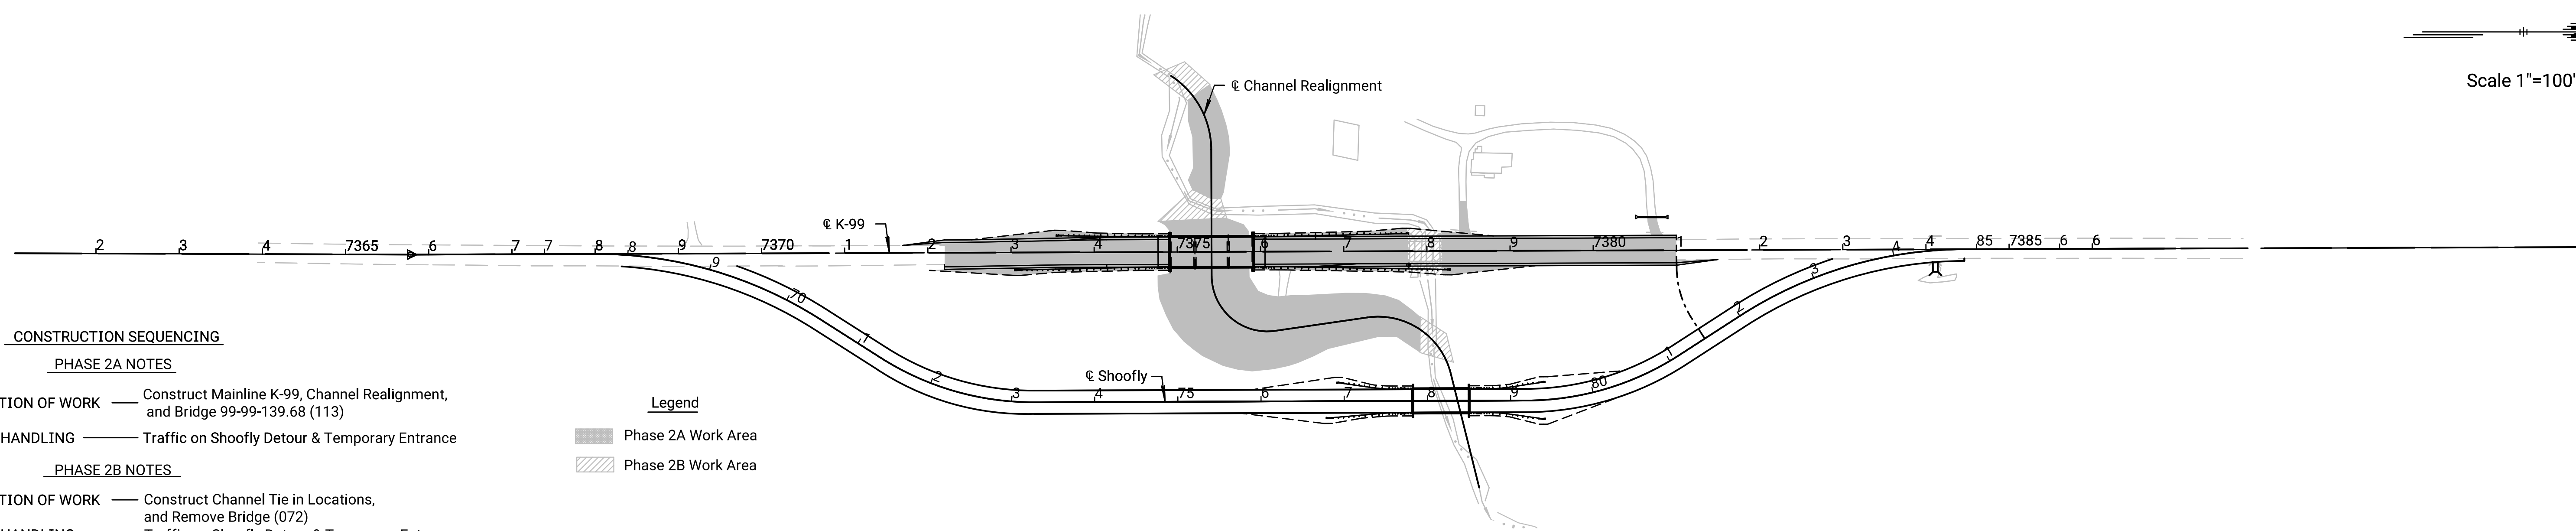 ℄ Channel Realignment
Scale 1"=100'
℄ K-99
2 3 4 7365 6 7 7 8 8 9 7370 1 2 3 4 7375 6 7 8 9 7380 1 2 3 4 4 85 7385 6 6
9 70 1 2 3 4 75 6 7 8 9 80 1 2 3
℄ Shoofly
CONSTRUCTION SEQUENCING
PHASE 2A NOTES
TION OF WORK Construct Mainline K-99, Channel Realignment,
and Bridge 99-99-139.68 (113)
HANDLING Traffic on Shoofly Detour & Temporary Entrance
PHASE 2B NOTES
TION OF WORK Construct Channel Tie in Locations,
and Remove Bridge (072)
Legend
Phase 2A Work Area
Phase 2B Work Area